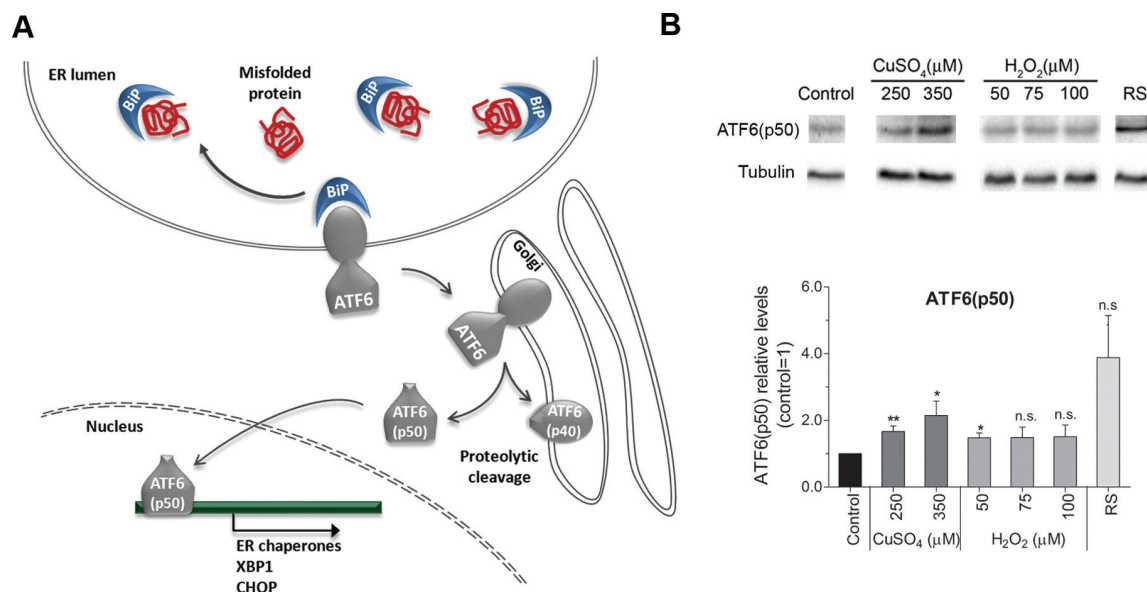 A
ER lumen
Misfolded
protein
BiP
BiP
BiP
BiP
ATF6
Golgi
ATF6
ATF6
(p50)
ATF6
(p40)
Proteolytic
cleavage
Nucleus
ATF6
(p50)
ER chaperones
XBP1
CHOP
B
CuSO₄(μM) H₂O₂(μM)
Control 250 350 50 75 100 RS
ATF6(p50)
Tubulin
ATF6(p50)
ATF6(p50) relative levels
(control=1)
6.0
4.0
2.0
0.0
** * * n.s. n.s. n.s
Control 250 350 50 75 100 RS
CuSO₄ (μM) H₂O₂ (μM)